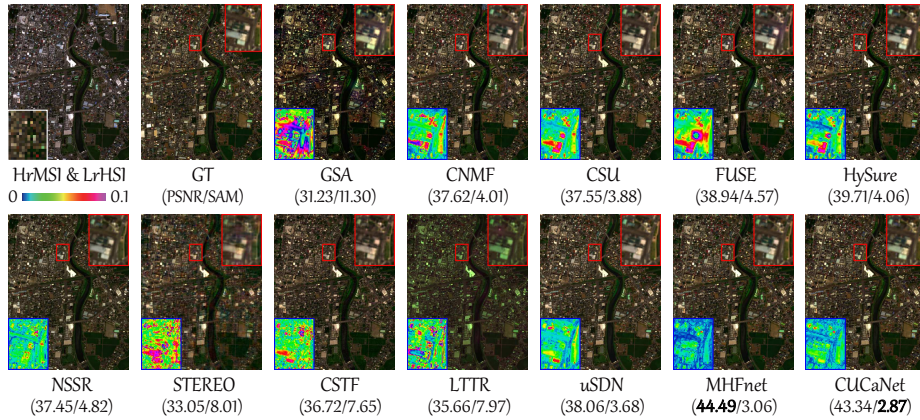 HrMSI & LrHSI
0 0.1
GT
(PSNR/SAM)
GSA
(31.23/11.30)
CNMF
(37.62/4.01)
CSU
(37.55/3.88)
FUSE
(38.94/4.57)
HySure
(39.71/4.06)
NSSR
(37.45/4.82)
STEREO
(33.05/8.01)
CSTF
(36.72/7.65)
LTTR
(35.66/7.97)
uSDN
(38.06/3.68)
MHFnet
(44.49/3.06)
CUCaNet
(43.34/2.87)